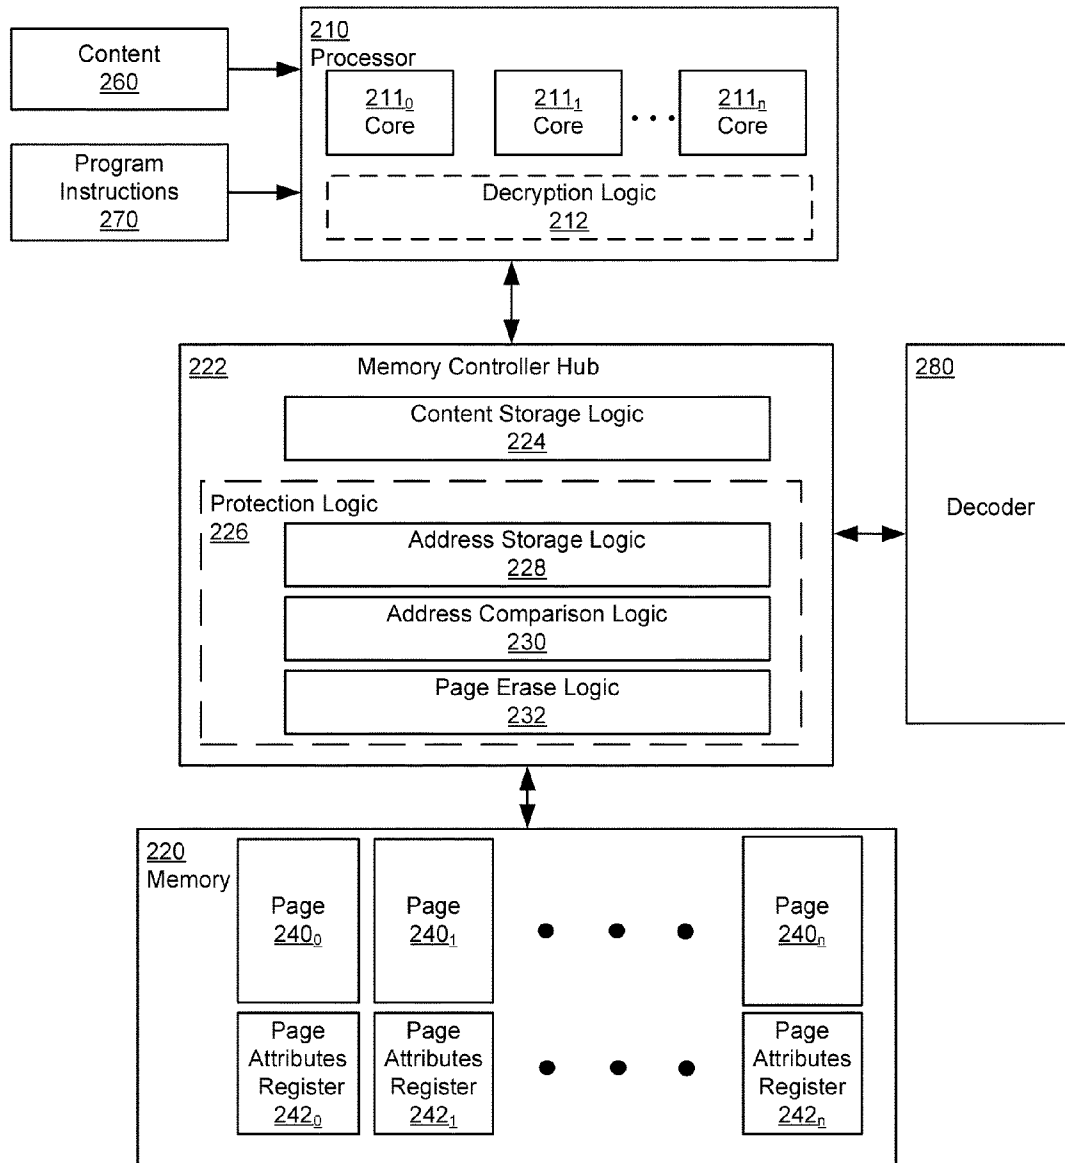 Content
260
Program
Instructions
270
210
Processor
211₀
Core
211₁
Core
• • •
211ₙ
Core
Decryption Logic
212
222
Memory Controller Hub
Content Storage Logic
224
Protection Logic
226
Address Storage Logic
228
Address Comparison Logic
230
Page Erase Logic
232
280
Decoder
220
Memory
Page
240₀
Page
240₁
Page
240ₙ
Page
Attributes
Register
242₀
Page
Attributes
Register
242₁
Page
Attributes
Register
242ₙ